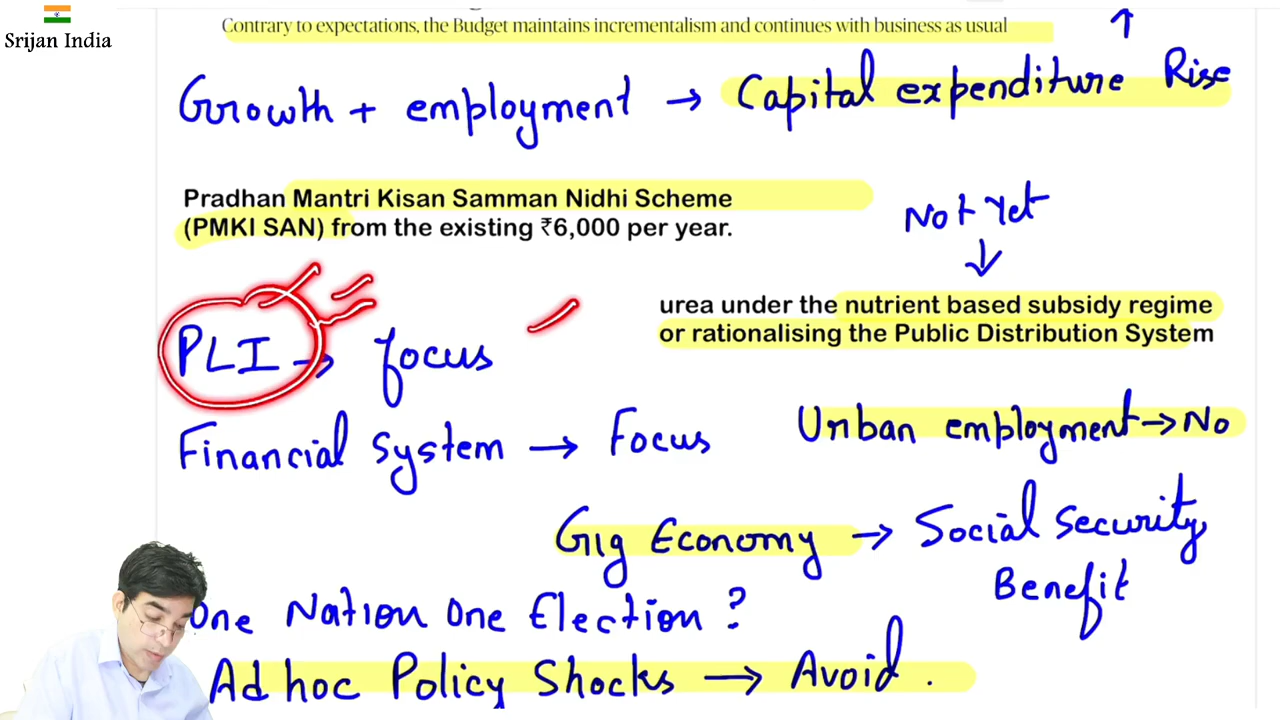 Srijan India
Contrary to expectations, the Budget maintains incrementalism and continues with business as usual
Growth + employment → Capital expenditure ↑ Rise
Pradhan Mantri Kisan Samman Nidhi Scheme
(PMKI SAN) from the existing ₹6,000 per year.
Not Yet
↓
urea under the nutrient based subsidy regime
or rationalising the Public Distribution System
PLI → focus
Financial system → Focus
Urban employment → No
Gig Economy → Social Security
Benefit
One Nation One Election ?
Ad hoc Policy Shocks → Avoid .